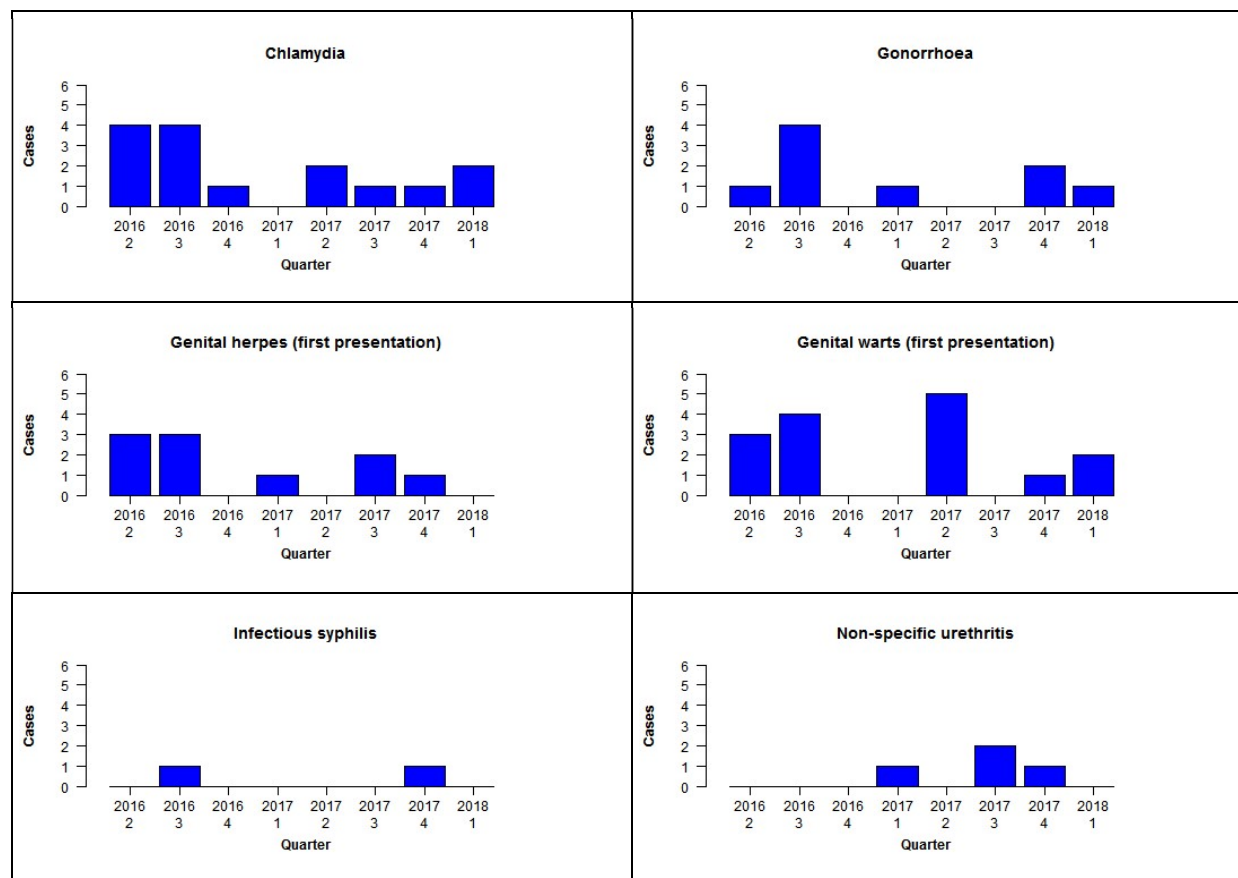 Chlamydia
Cases
6
5
4
3
2
1
0
2016 2016 2016 2017 2017 2017 2017 2018
2 3 4 1 2 3 4 1
Quarter
Gonorrhoea
Cases
6
5
4
3
2
1
0
2016 2016 2016 2017 2017 2017 2017 2018
2 3 4 1 2 3 4 1
Quarter
Genital herpes (first presentation)
Cases
6
5
4
3
2
1
0
2016 2016 2016 2017 2017 2017 2017 2018
2 3 4 1 2 3 4 1
Quarter
Genital warts (first presentation)
Cases
6
5
4
3
2
1
0
2016 2016 2016 2017 2017 2017 2017 2018
2 3 4 1 2 3 4 1
Quarter
Infectious syphilis
Cases
6
5
4
3
2
1
0
2016 2016 2016 2017 2017 2017 2017 2018
2 3 4 1 2 3 4 1
Quarter
Non-specific urethritis
Cases
6
5
4
3
2
1
0
2016 2016 2016 2017 2017 2017 2017 2018
2 3 4 1 2 3 4 1
Quarter